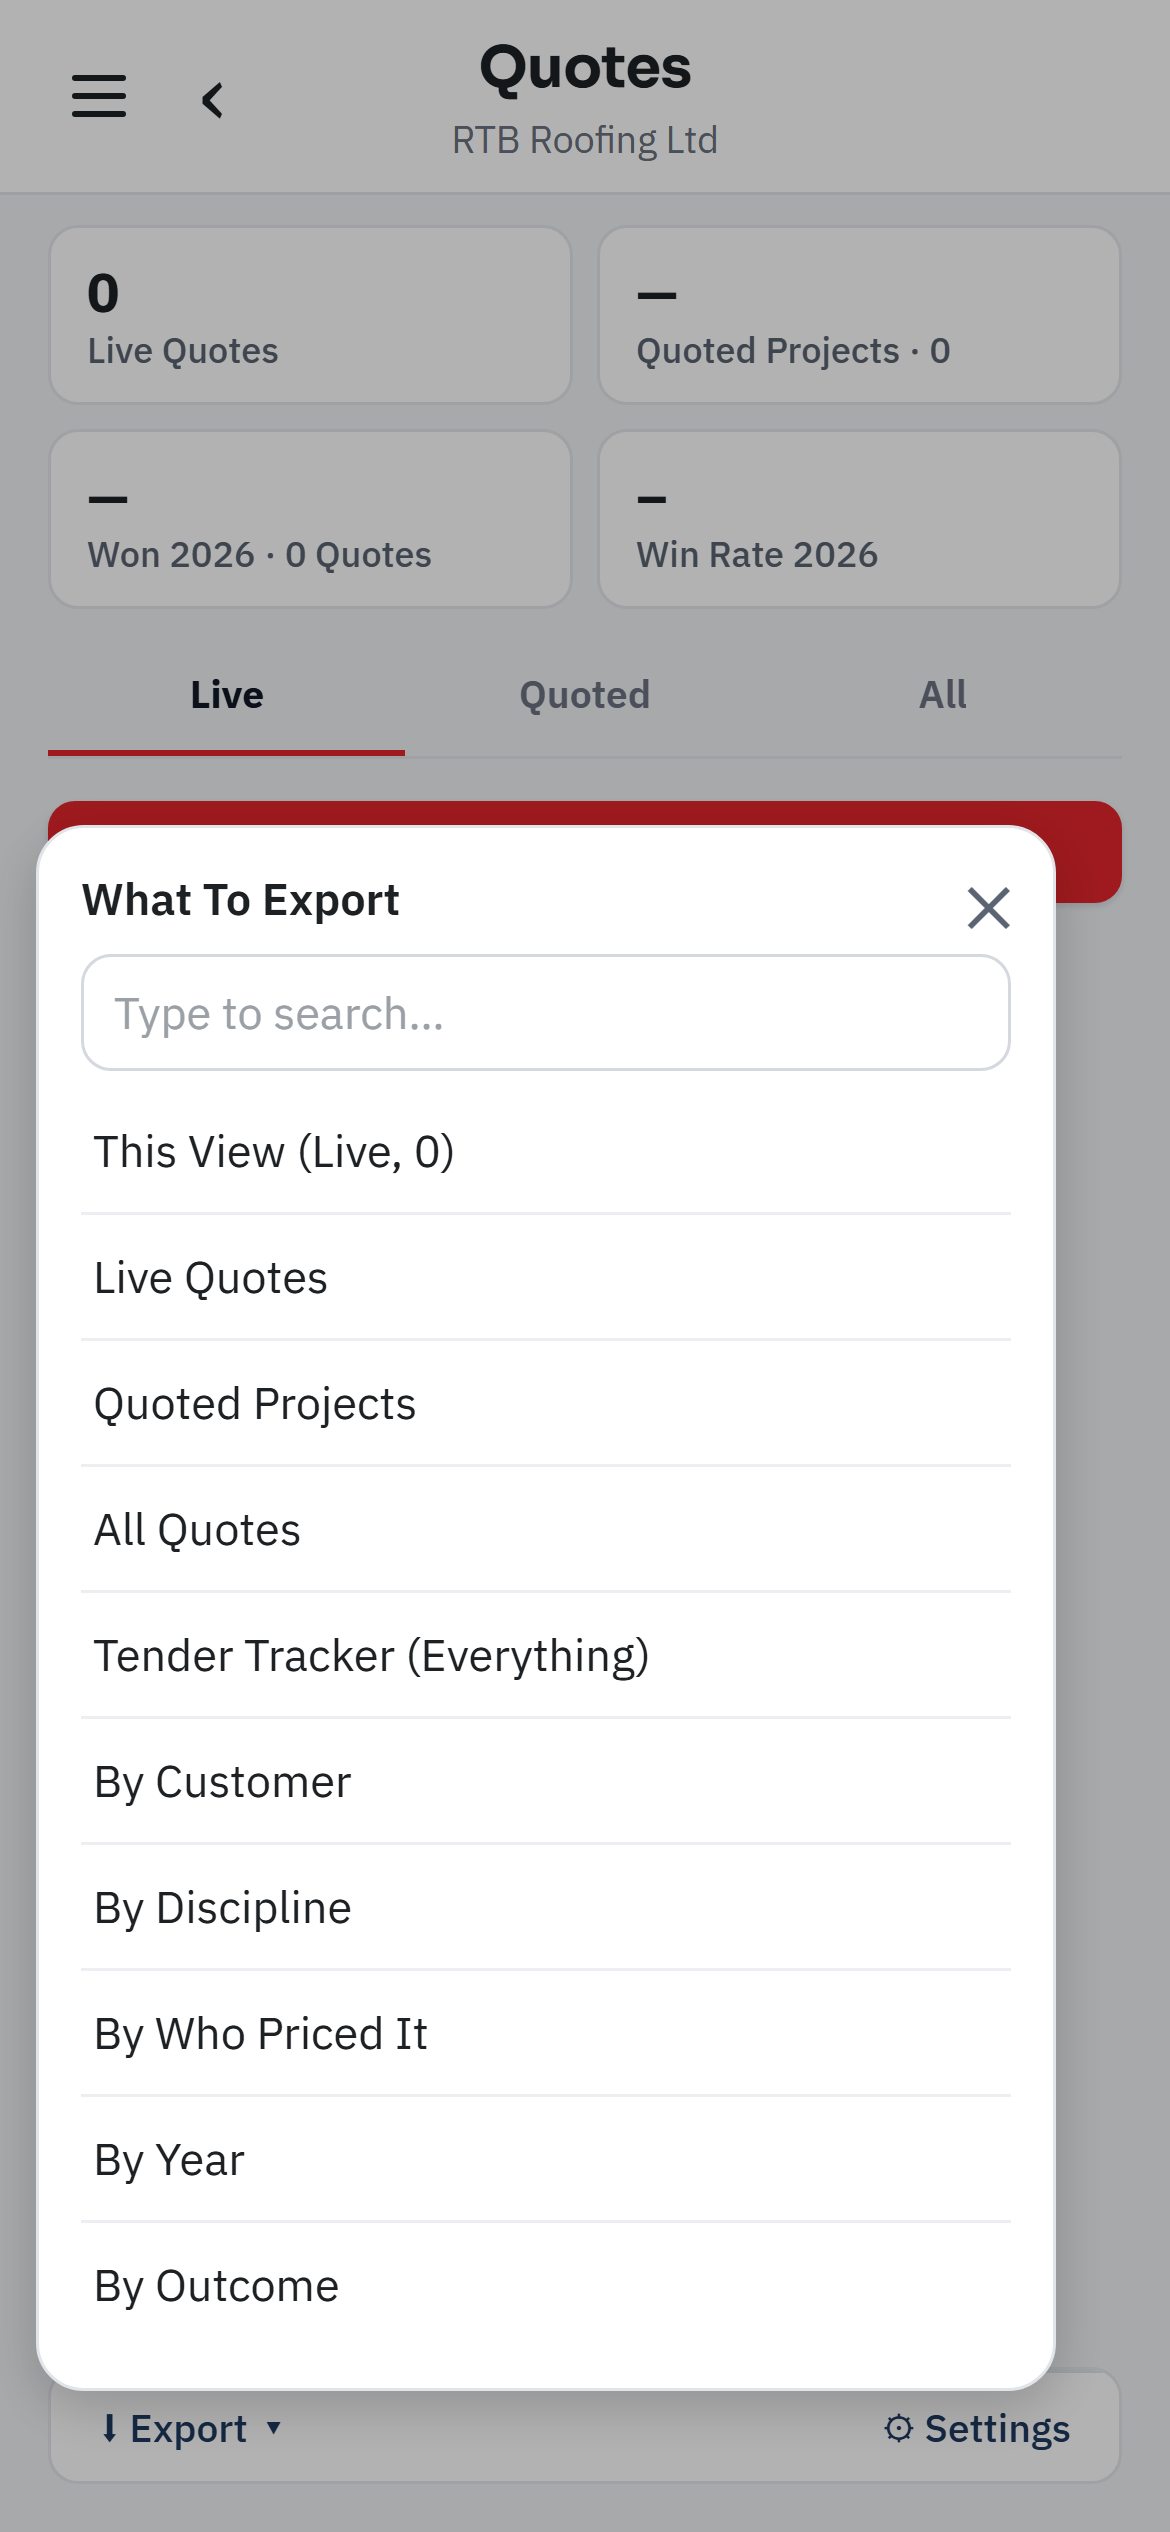 Quotes
RTB Roofing Ltd
0
Live Quotes
—
Quoted Projects · 0
—
Won 2026 · 0 Quotes
–
Win Rate 2026
Live
Quoted
All
What To Export
Type to search...
This View (Live, 0)
Live Quotes
Quoted Projects
All Quotes
Tender Tracker (Everything)
By Customer
By Discipline
By Who Priced It
By Year
By Outcome
Export
Settings